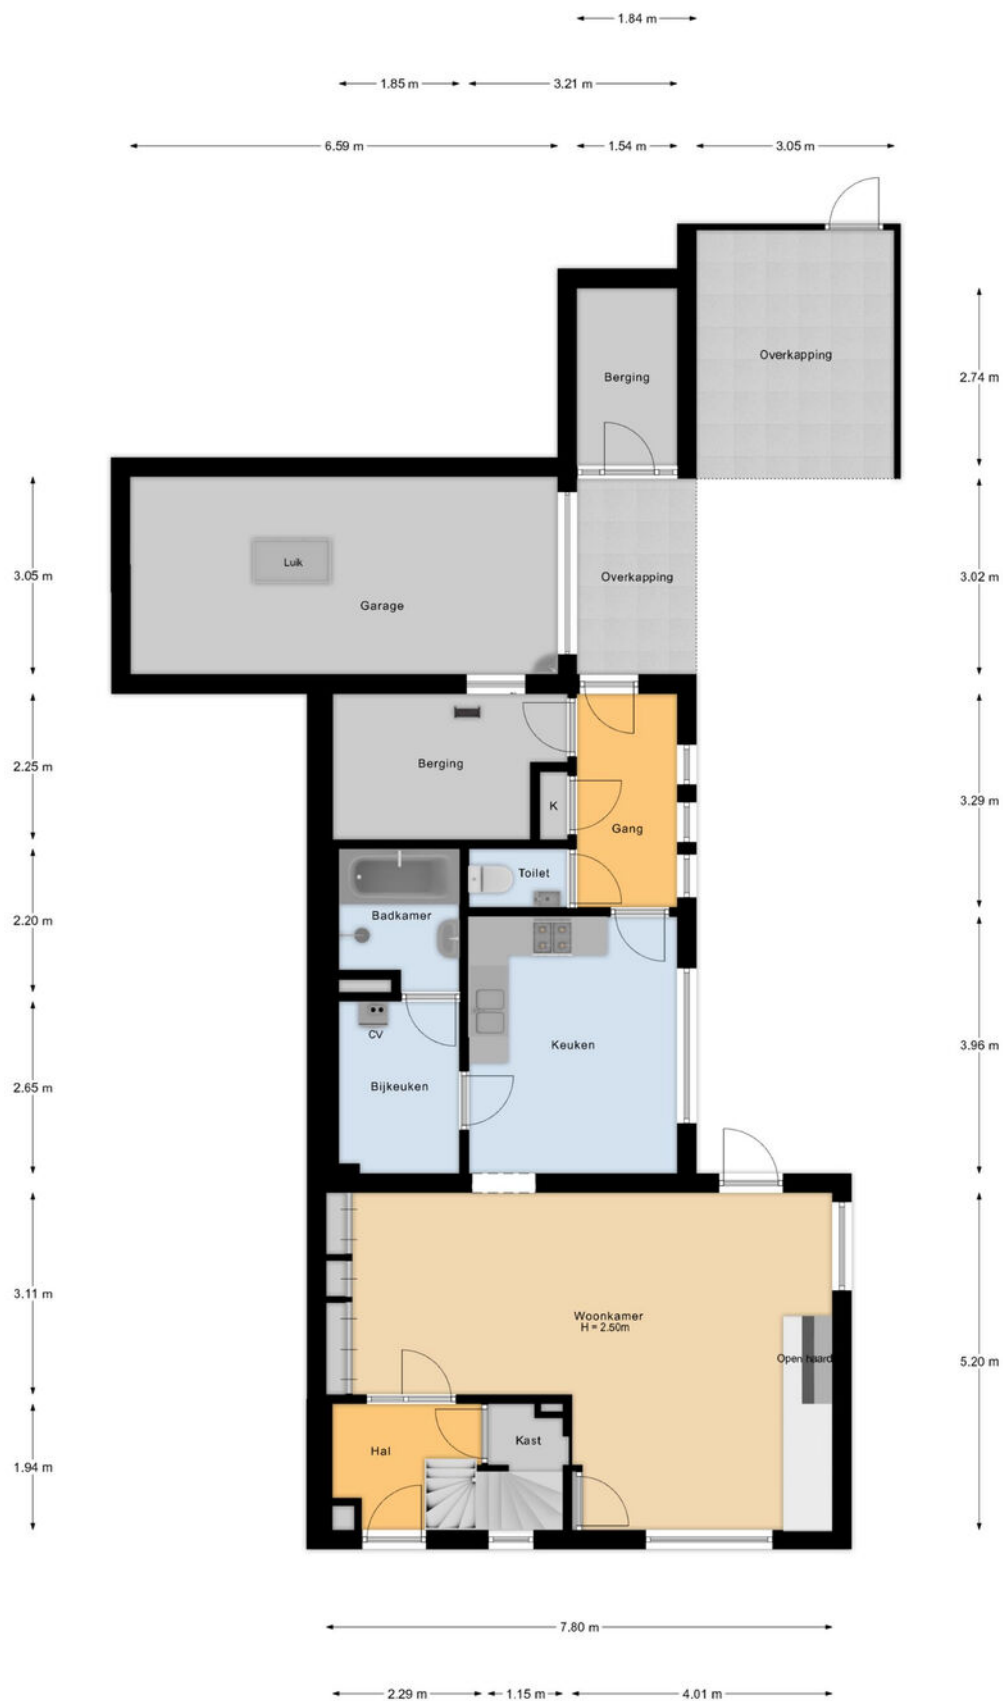 1.84 m
1.85 m
3.21 m
6.59 m
1.54 m
3.05 m
Overkapping
2.74 m
Berging
Luik
3.05 m
Overkapping
3.02 m
Garage
2.25 m
Berging
K
Gang
3.29 m
Toilet
Badkamer
2.20 m
CV
Keuken
3.96 m
Bijkeuken
2.65 m
3.11 m
Woonkamer
H = 2.50m
Open haard
5.20 m
Hal
Kast
1.94 m
7.80 m
2.29 m
1.15 m
4.01 m